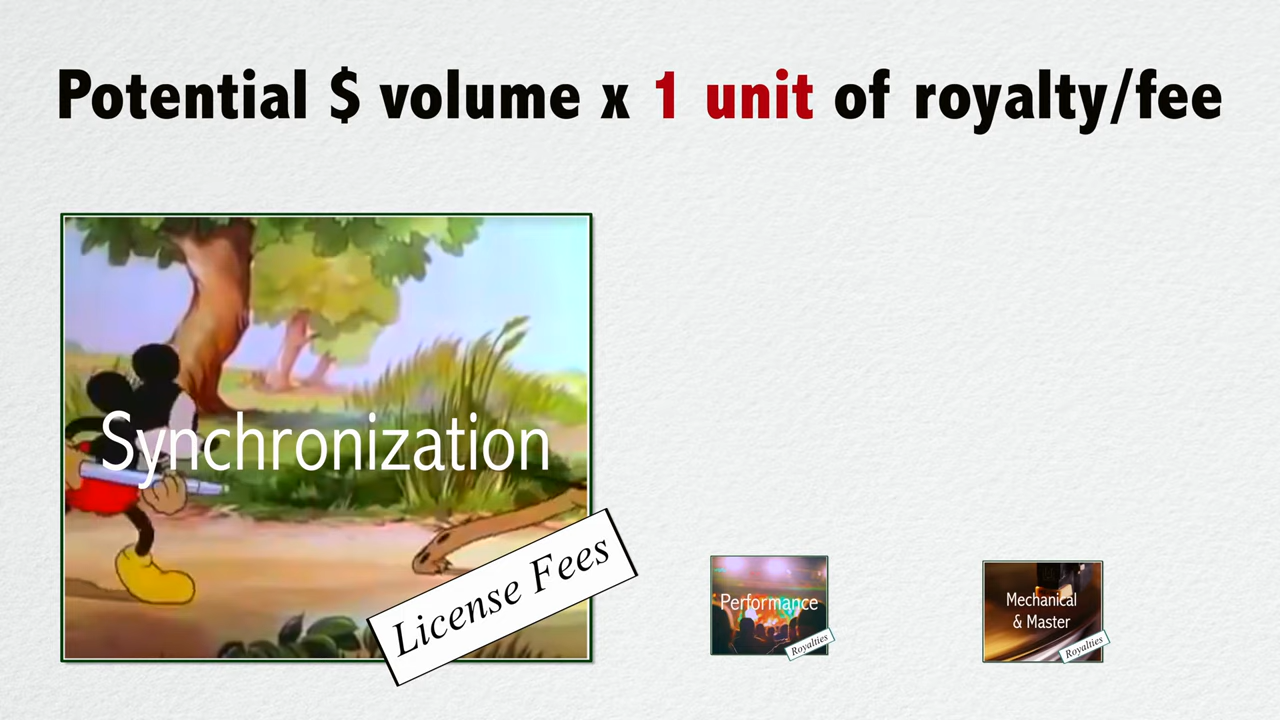 Potential $ volume x 1 unit of royalty/fee
Synchronization
License Fees
Performance
Royalties
Mechanical
& Master
Royalties